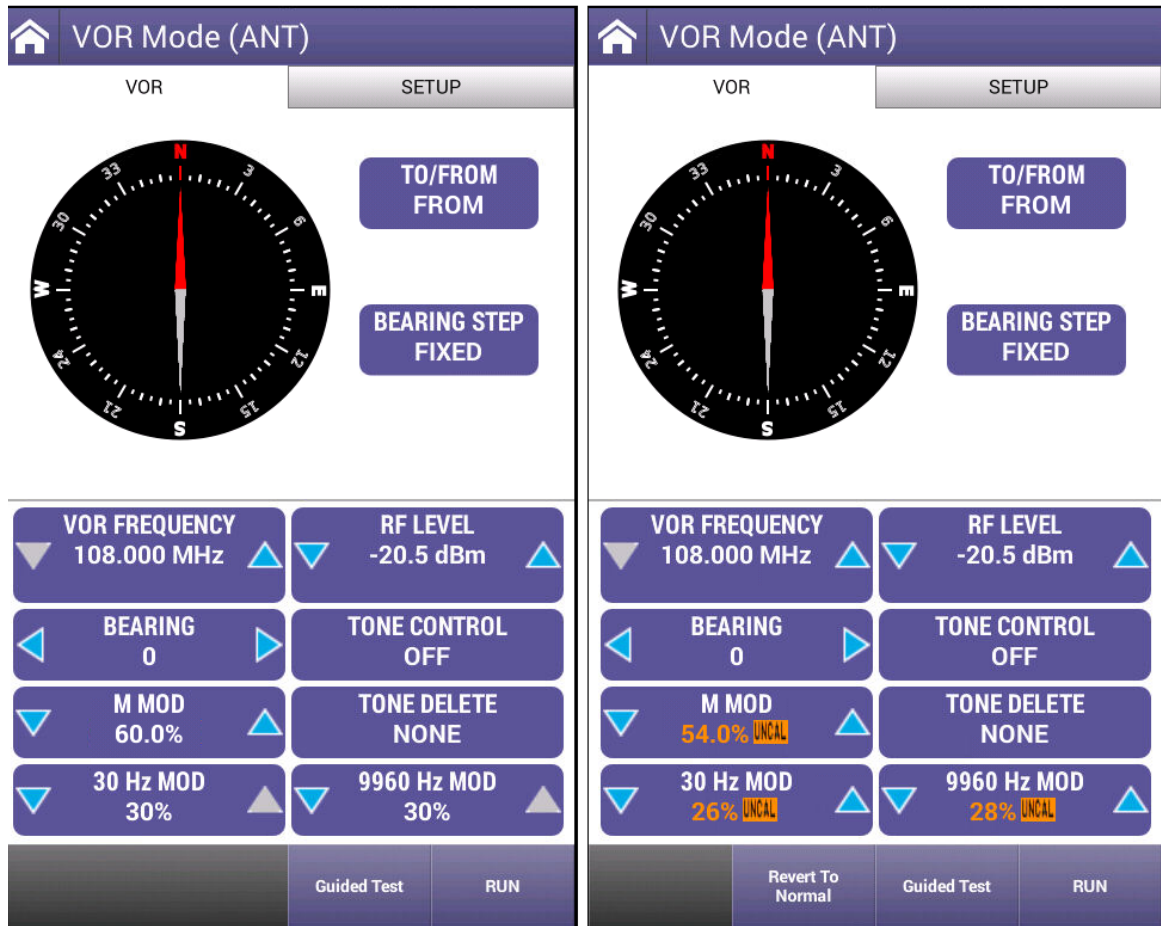 VOR Mode (ANT)
VOR
SETUP
N
3
6
E
12
15
S
21
24
W
30
33
TO/FROM
FROM
BEARING STEP
FIXED
VOR FREQUENCY
108.000 MHz
RF LEVEL
-20.5 dBm
BEARING
0
TONE CONTROL
OFF
M MOD
60.0%
TONE DELETE
NONE
30 Hz MOD
30%
9960 Hz MOD
30%
Guided Test
RUN
VOR Mode (ANT)
VOR
SETUP
N
3
6
E
12
15
S
21
24
W
30
33
TO/FROM
FROM
BEARING STEP
FIXED
VOR FREQUENCY
108.000 MHz
RF LEVEL
-20.5 dBm
BEARING
0
TONE CONTROL
OFF
M MOD
54.0% UNCAL
TONE DELETE
NONE
30 Hz MOD
26% UNCAL
9960 Hz MOD
28% UNCAL
Revert To
Normal
Guided Test
RUN